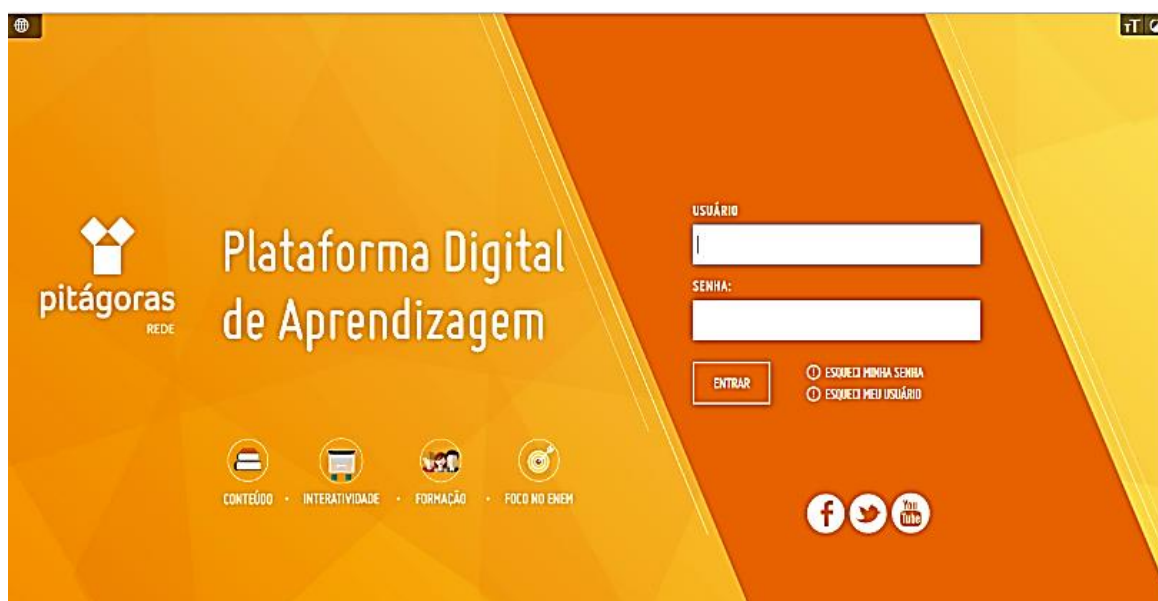 TT
USUÁRIO
Plataforma Digital
de Aprendizagem
pitágoras
REDE
SENHA:
ENTRAR
ESQUECI MINHA SENHA
ESQUECI MEU USUÁRIO
CONTEÚDO • INTERATIVIDADE • FORMAÇÃO • FOCO NO ENEM
f
You
Tube